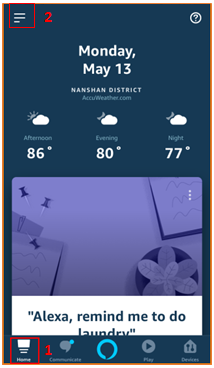 2
?
Monday,
May 13
NANSHAN DISTRICT
AccuWeather.com
Afternoon Evening Night
86° 80° 77°
"Alexa, remind me to do
laundry"
1
Home Communicate Play Devices